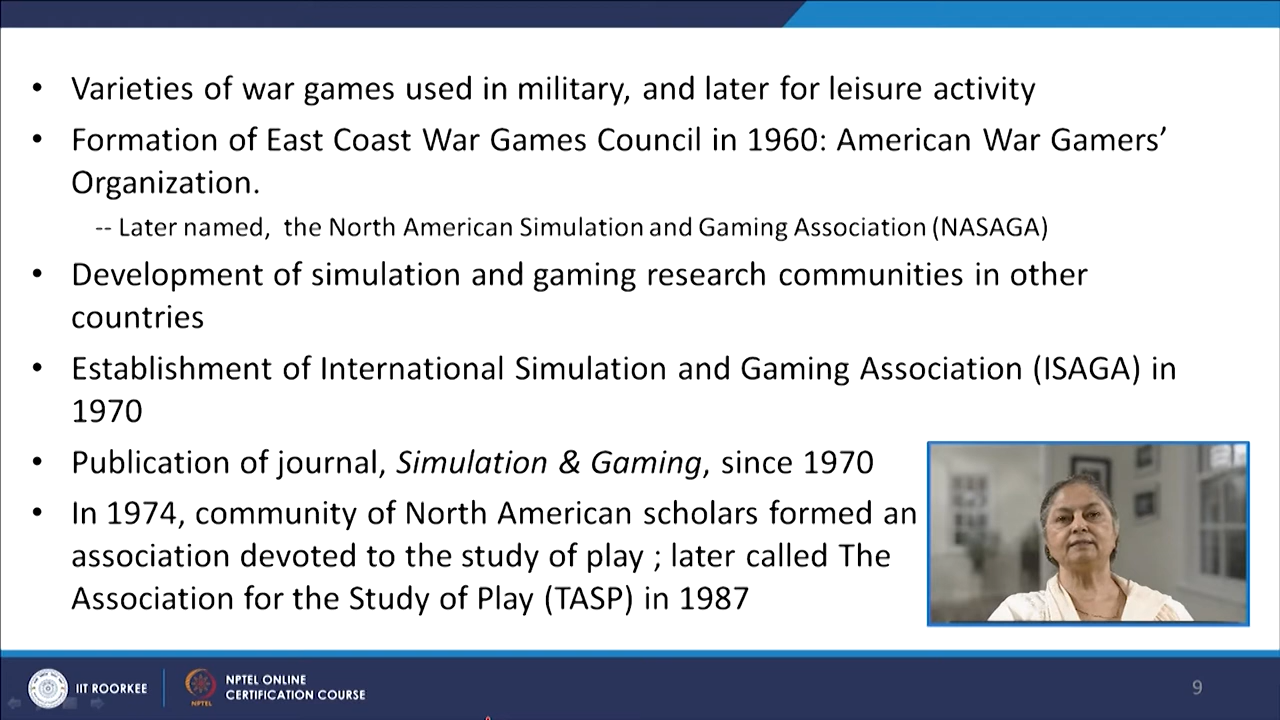 • Varieties of war games used in military, and later for leisure activity
• Formation of East Coast War Games Council in 1960: American War Gamers’
Organization.
-- Later named,  the North American Simulation and Gaming Association (NASAGA)
• Development of simulation and gaming research communities in other
countries
• Establishment of International Simulation and Gaming Association (ISAGA) in
1970
• Publication of journal, Simulation & Gaming, since 1970
• In 1974, community of North American scholars formed an
association devoted to the study of play ; later called The
Association for the Study of Play (TASP) in 1987
IIT ROORKEE
NPTEL
NPTEL ONLINE
CERTIFICATION COURSE
9